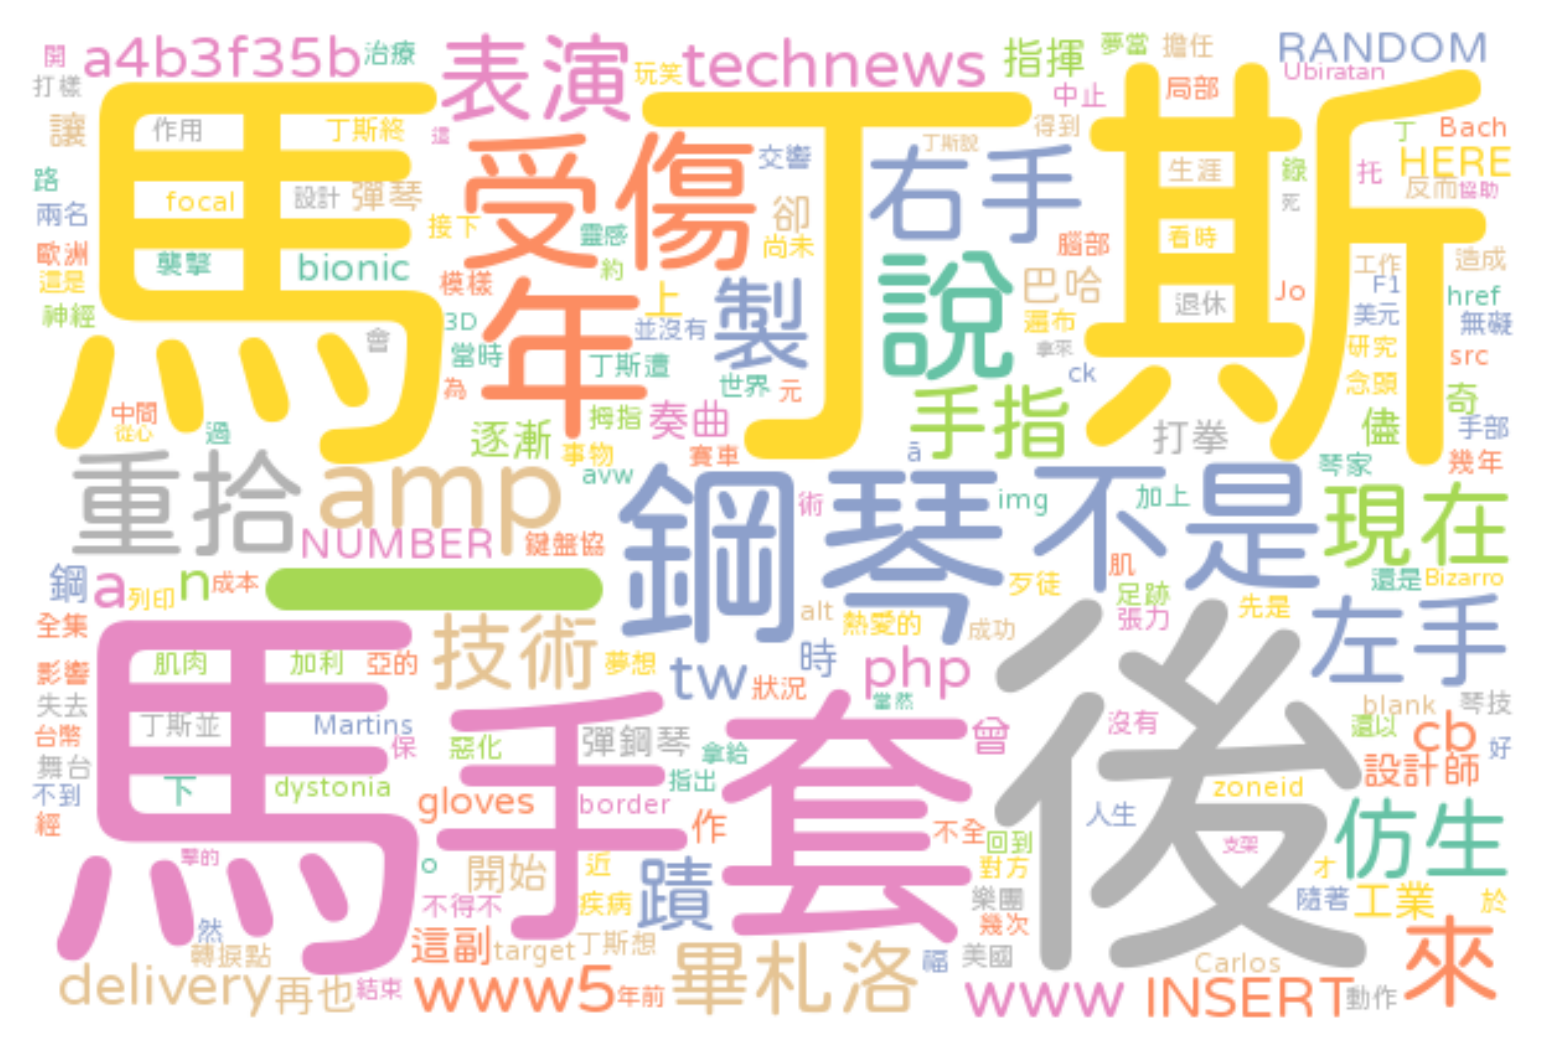 開
a4b3f35b
治療
表演
玩笑
technews
指揮
夢當
擔任
RANDOM
Ubiratan
打樣
中止
局部
讓
作用
丁斯終
這
馬
丁斯
得到
丁
Bach
受傷
交響
丁斯說
右手
生涯
錄
托
HERE
路
focal
設計
彈琴
反而
協助
兩名
接下
靈感
卻
死
歐洲
襲擊
bionic
尚未
腦部
看時
這是
模樣
約
上
製
說
巴哈
工作
造成
神經
會
3D
並沒有
遍布
退休
Jo
F1
href
美元
無礙
年
當時
丁斯遭
拿來
研究
src
為
世界
元
ck
念頭
中間
從心
過
拇指
奏曲
手指
打拳
儘
奇
手部
逐漸
事物
賽車
ā
琴家
幾年
重拾
amp
avw
鋼琴
術
img
不是
加上
現在
NUMBER
鍵盤協
肌
鋼
a
列印
n
成本
一
歹徒
足跡
還是
Bizarro
全集
alt
熱愛的
成功
張力
先是
左手
影響
肌肉
加利
亞的
技術
夢想
tw
狀況
時
php
後
失去
當然
blank
琴技
台幣
丁斯並
Martins
保
惡化
彈鋼琴
拿給
曾
沒有
還以
cb
好
舞台
馬
手套
指出
設計師
不到
下
dystonia
gloves
border
zoneid
經
作
不全
回到
人生
仿生
支架
擊的
o
開始
近
蹟
對方
才
不得不
疾病
樂團
隨著
工業
於
然
幾次
轉捩點
這副
target
丁斯想
畢札洛
福
美國
Carlos
來
delivery
再也
結束
www
5
年前
www
INSERT
動作